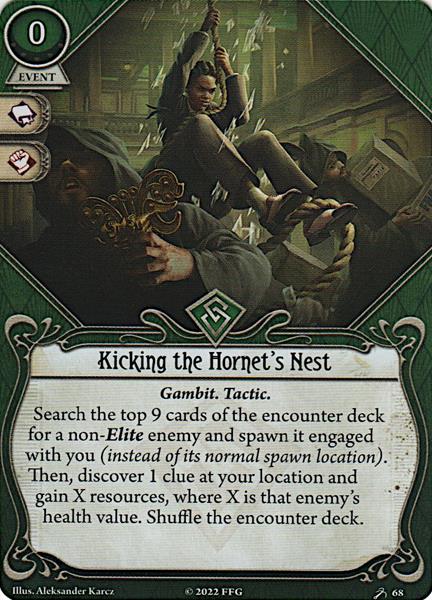 0
EVENT
Kicking the Hornet's Nest
Gambit. Tactic.
Search the top 9 cards of the encounter deck
for a non-Elite enemy and spawn it engaged
with you (instead of its normal spawn location).
Then, discover 1 clue at your location and
gain X resources, where X is that enemy's
health value. Shuffle the encounter deck.
Illus. Aleksander Karcz © 2022 FFG 68